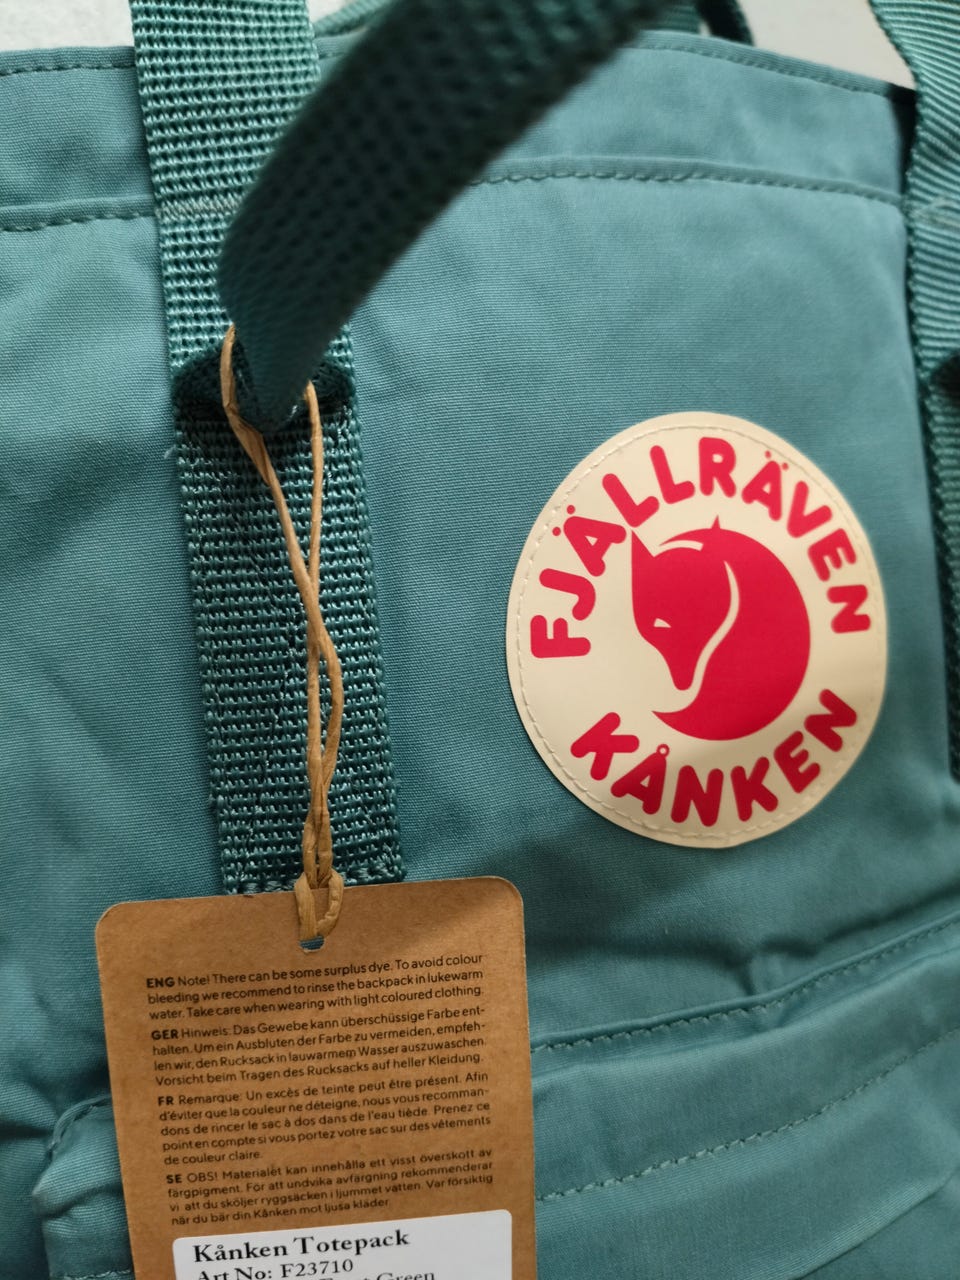 FJÄLLRÄVEN
KÅNKEN
ENG Note! There can be some surplus dye. To avoid colour
bleeding we recommend to rinse the backpack in lukewarm
water. Take care when wearing with light coloured clothing.
GER Hinweis: Das Gewebe kann überschüssige Farbe ent-
halten. Um ein Ausbluten der Farbe zu vermeiden, empfeh-
len wir, den Rucksack in lauwarmem Wasser auszuwaschen.
Vorsicht beim Tragen des Rucksacks auf heller Kleidung.
FR Remarque: Un excès de teinte peut être présent. Afin
d'éviter que la couleur ne déteigne, nous vous recomman-
dons de rincer le sac à dos dans de l'eau tiède. Prenez ce
point en compte si vous portez votre sac sur des vêtements
de couleur claire.
SE OBS! Materialet kan innehålla ett visst överskott av
färgpigment. För att undvika avfärgning rekommenderar
vi att du sköljer ryggsäcken i ljummet vatten. Var försiktig
när du bär din Kånken mot ljusa kläder.
Kånken Totepack
Art No: F23710
Green